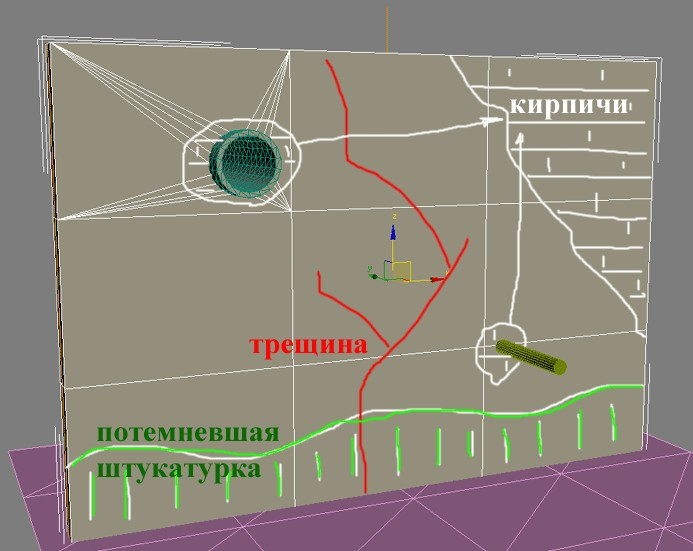 кирпичи
трещина
потемневшая
штукатурка
z
y